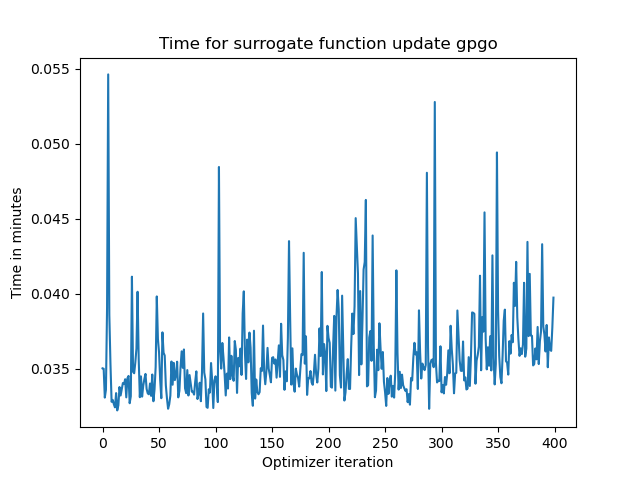 Time for surrogate function update gpgo
0.055
0.050
0.045
0.040
0.035
Time in minutes
0 50 100 150 200 250 300 350 400
Optimizer iteration